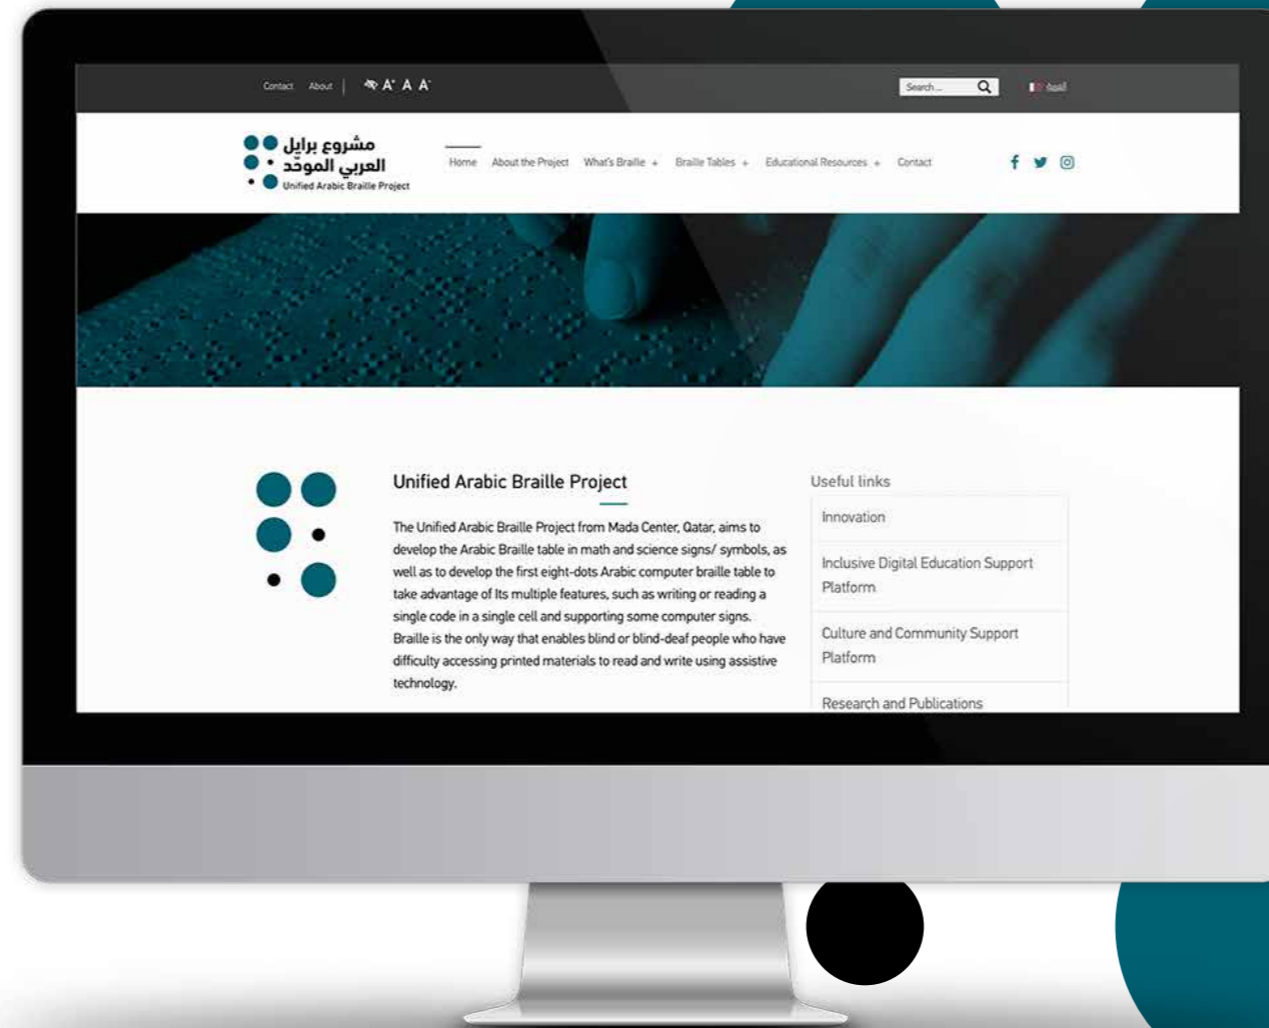 Contact About | A+ A A-
Search...
العربية
مشروع برايل
العربي الموحّد
Unified Arabic Braille Project
Home About the Project What's Braille + Braille Tables + Educational Resources + Contact
Unified Arabic Braille Project
The Unified Arabic Braille Project from Mada Center, Qatar, aims to
develop the Arabic Braille table in math and science signs/ symbols, as
well as to develop the first eight-dots Arabic computer braille table to
take advantage of Its multiple features, such as writing or reading a
single code in a single cell and supporting some computer signs.
Braille is the only way that enables blind or blind-deaf people who have
difficulty accessing printed materials to read and write using assistive
technology.
Useful links
Innovation
Inclusive Digital Education Support
Platform
Culture and Community Support
Platform
Research and Publications